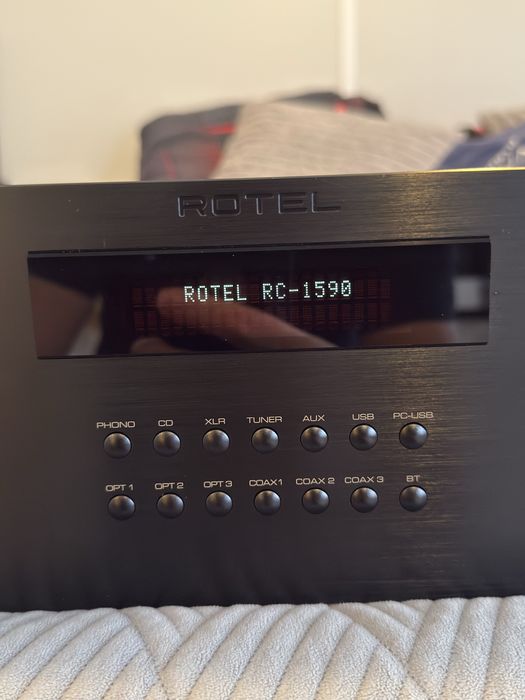 ROTEL
ROTEL RC-1590
PHONO CD XLR TUNER AUX USB PC-USB
OPT 1 OPT 2 OPT 3 COAX1 COAX 2 COAX 3 BT